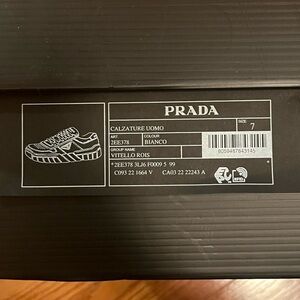 PRADA
CALZATURE UOMO
SIZE
7
ART.
COLOUR
2EE378
BIANCO
GROUP NAME
VITELLO ROIS
*2EE378 3LJ6 F0009 5 99
C093 22 1664 V CA03 22 22243 A